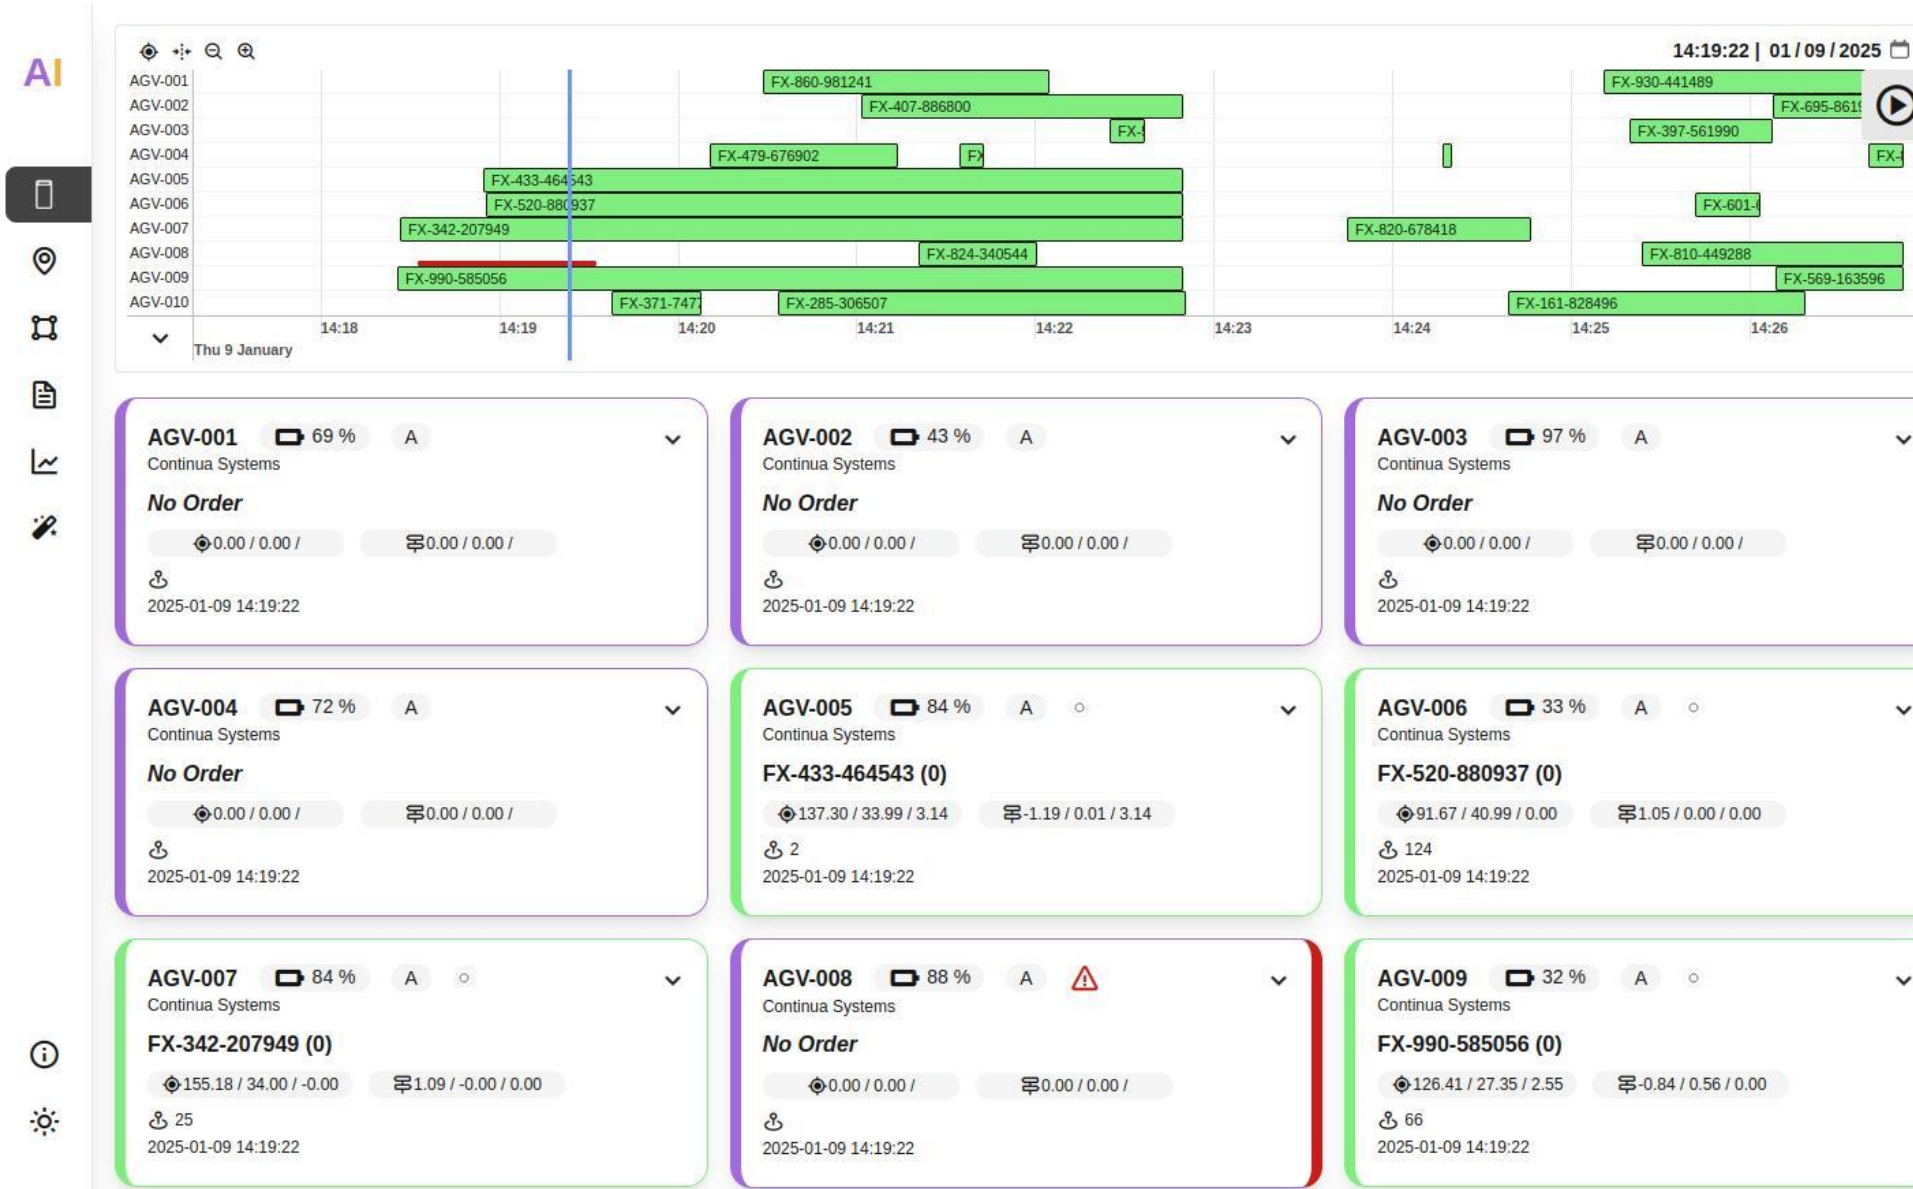 AI
14:19:22 | 01 / 09 / 2025
AGV-001 FX-860-981241 FX-930-441489
AGV-002 FX-407-886800 FX-695-861
AGV-003 FX- FX-397-561990
AGV-004 FX-479-676902 FX FX-
AGV-005 FX-433-464543
AGV-006 FX-520-880937 FX-601-
AGV-007 FX-342-207949 FX-820-678418
AGV-008 FX-824-340544 FX-810-449288
AGV-009 FX-990-585056 FX-569-163596
AGV-010 FX-371-747 FX-285-306507 FX-161-828496
14:18 14:19 14:20 14:21 14:22 14:23 14:24 14:25 14:26
Thu 9 January
AGV-001 69 % A
Continua Systems
No Order
0.00 / 0.00 / 0.00 / 0.00 /
2025-01-09 14:19:22
AGV-002 43 % A
Continua Systems
No Order
0.00 / 0.00 / 0.00 / 0.00 /
2025-01-09 14:19:22
AGV-003 97 % A
Continua Systems
No Order
0.00 / 0.00 / 0.00 / 0.00 /
2025-01-09 14:19:22
AGV-004 72 % A
Continua Systems
No Order
0.00 / 0.00 / 0.00 / 0.00 /
2025-01-09 14:19:22
AGV-005 84 % A
Continua Systems
FX-433-464543 (0)
137.30 / 33.99 / 3.14 -1.19 / 0.01 / 3.14
2
2025-01-09 14:19:22
AGV-006 33 % A
Continua Systems
FX-520-880937 (0)
91.67 / 40.99 / 0.00 1.05 / 0.00 / 0.00
124
2025-01-09 14:19:22
AGV-007 84 % A
Continua Systems
FX-342-207949 (0)
155.18 / 34.00 / -0.00 1.09 / -0.00 / 0.00
25
2025-01-09 14:19:22
AGV-008 88 % A
Continua Systems
No Order
0.00 / 0.00 / 0.00 / 0.00 /
2025-01-09 14:19:22
AGV-009 32 % A
Continua Systems
FX-990-585056 (0)
126.41 / 27.35 / 2.55 -0.84 / 0.56 / 0.00
66
2025-01-09 14:19:22